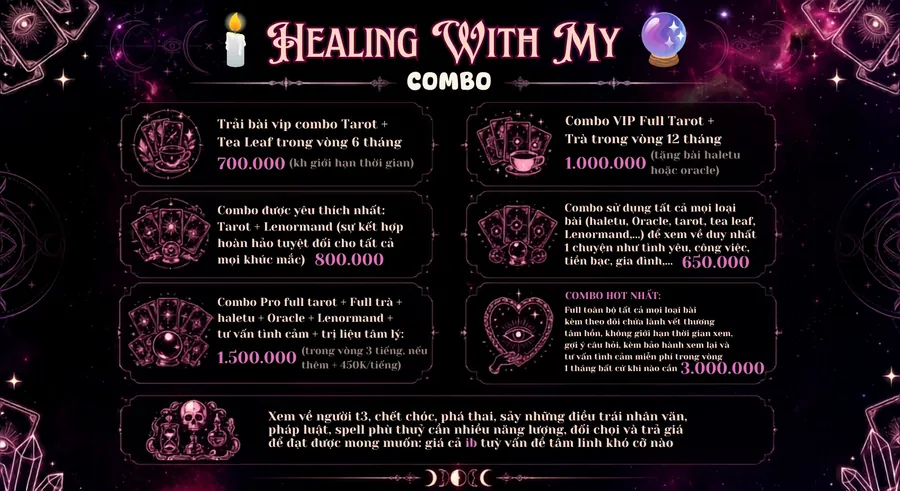 HEALING WITH MY
COMBO
Trải bài vip combo Tarot +
Tea Leaf trong vòng 6 tháng
700.000 (kh giới hạn thời gian)
Combo VIP Full Tarot +
Trà trong vòng 12 tháng
1.000.000 (tặng bài haletu
hoặc oracle)
Combo được yêu thích nhất:
Tarot + Lenormand (sự kết hợp
hoàn hảo tuyệt đối cho tất cả
mọi khúc mắc) 800.000
Combo sử dụng tất cả mọi loại
bài (haletu, Oracle, tarot, tea leaf,
Lenormand,...) để xem về duy nhất
1 chuyện như tình yêu, công việc,
tiền bạc, gia đình,... 650.000
Combo Pro full tarot + Full trà +
haletu + Oracle + Lenormand +
tư vấn tình cảm + trị liệu tâm lý:
1.500.000 (trong vòng 3 tiếng, nếu
thêm + 450K/tiếng)
COMBO HOT NHẤT:
Full toàn bộ tất cả mọi loại bài
kèm theo dõi chữa lành vết thương
tâm hồn, không giới hạn thời gian xem,
gợi ý câu hỏi, kèm bảo hành xem lại và
tư vấn tình cảm miễn phí trong vòng
1 tháng bất cứ khi nào cần 3.000.000
Xem về người t3, chết chóc, phá thai, sảy những điều trái nhân văn,
pháp luật, spell phù thuỷ cần nhiều năng lượng, đổi chọi và trả giá
để đạt được mong muốn: giá cả ib tuỳ vấn đề tâm linh khó cỡ nào